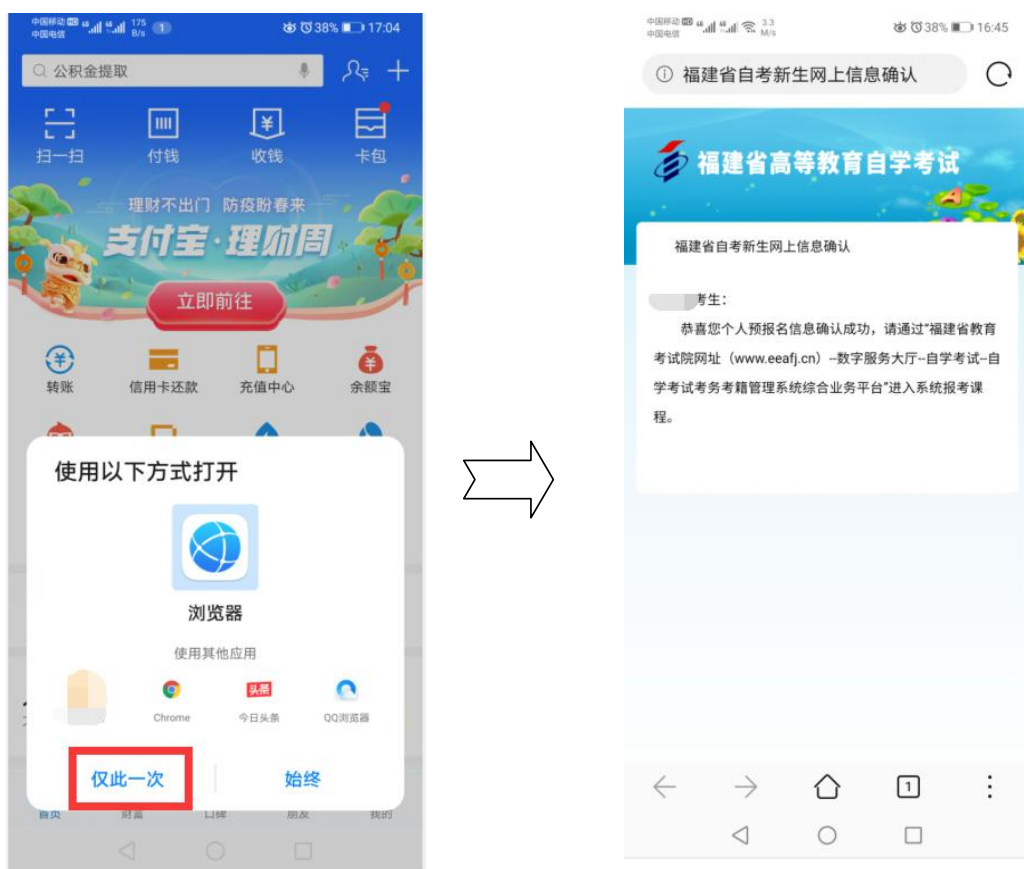 中国移动 HD 46 46 175 B/s 1 38% 17:04
中国电信
公积金提取
扫一扫 付钱 收钱 卡包
理财不出门 防疫盼春来
支付宝·理财周
立即前往
转账 信用卡还款 充值中心 余额宝
使用以下方式打开
浏览器
使用其他应用
Chrome 今日头条 QQ浏览器
头条
仅此一次 始终
首页 财富 口碑 朋友 我的
中国移动 HD 46 46 3.3 M/s 38% 16:45
中国电信
福建省自考新生网上信息确认
福建省高等教育自学考试
福建省自考新生网上信息确认
考生：
恭喜您个人预报名信息确认成功，请通过“福建省教育
考试院网址（www.eeafj.cn）--数字服务大厅--自学考试--自
学考试考务考籍管理系统综合业务平台”进入系统报考课
程。
1